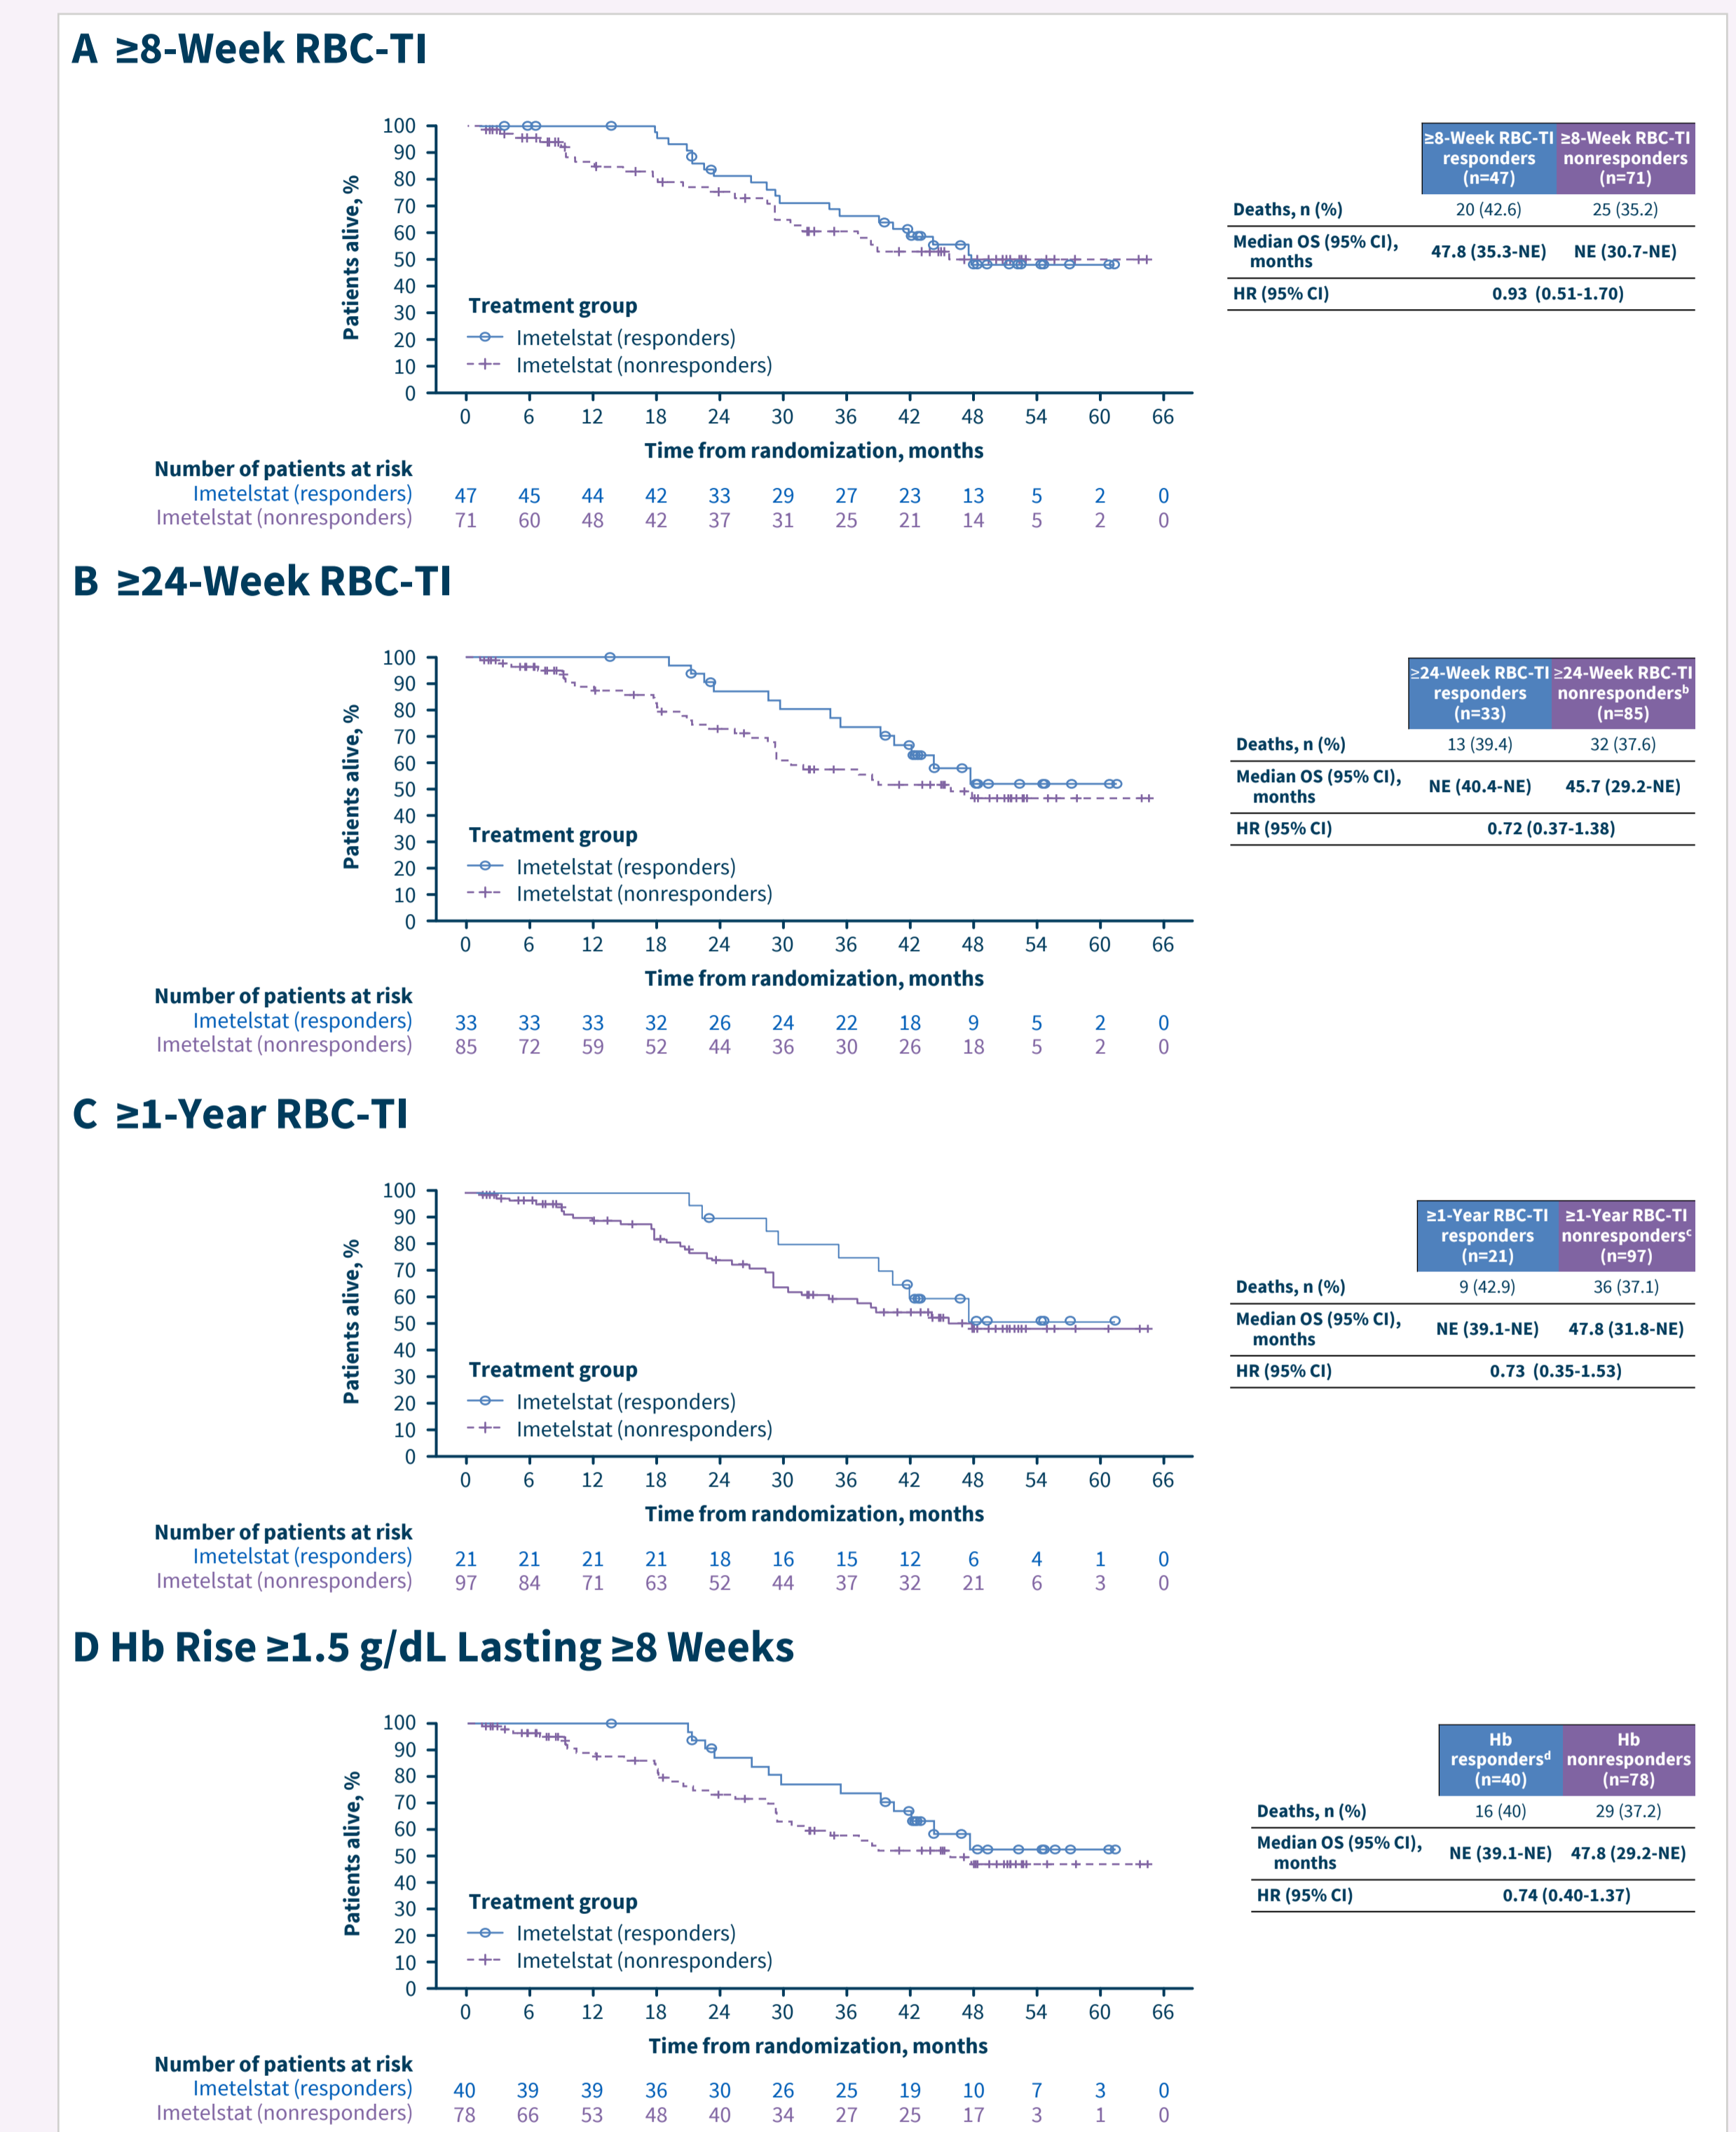 A ≥8-Week RBC-TI
100
90
80
70
60
50
40
30
20
10
0
Patients alive, %
Treatment group
Imetelstat (responders)
Imetelstat (nonresponders)
0 6 12 18 24 30 36 42 48 54 60 66
Time from randomization, months
Number of patients at risk
Imetelstat (responders) 47 45 44 42 33 29 27 23 13 5 2 0
Imetelstat (nonresponders) 71 60 48 42 37 31 25 21 14 5 2 0
≥8-Week RBC-TI ≥8-Week RBC-TI
responders nonresponders
(n=47) (n=71)
Deaths, n (%) 20 (42.6) 25 (35.2)
Median OS (95% CI), 47.8 (35.3-NE) NE (30.7-NE)
months
HR (95% CI) 0.93 (0.51-1.70)
B ≥24-Week RBC-TI
100
90
80
70
60
50
40
30
20
10
0
Patients alive, %
Treatment group
Imetelstat (responders)
Imetelstat (nonresponders)
0 6 12 18 24 30 36 42 48 54 60 66
Time from randomization, months
Number of patients at risk
Imetelstat (responders) 33 33 33 32 26 24 22 18 9 5 2 0
Imetelstat (nonresponders) 85 72 59 52 44 36 30 26 18 5 2 0
≥24-Week RBC-TI ≥24-Week RBC-TI
responders nonrespondersᵇ
(n=33) (n=85)
Deaths, n (%) 13 (39.4) 32 (37.6)
Median OS (95% CI), NE (40.4-NE) 45.7 (29.2-NE)
months
HR (95% CI) 0.72 (0.37-1.38)
C ≥1-Year RBC-TI
100
90
80
70
60
50
40
30
20
10
0
Patients alive, %
Treatment group
Imetelstat (responders)
Imetelstat (nonresponders)
0 6 12 18 24 30 36 42 48 54 60 66
Time from randomization, months
Number of patients at risk
Imetelstat (responders) 21 21 21 21 18 16 15 12 6 4 1 0
Imetelstat (nonresponders) 97 84 71 63 52 44 37 32 21 6 3 0
≥1-Year RBC-TI ≥1-Year RBC-TI
responders nonrespondersᶜ
(n=21) (n=97)
Deaths, n (%) 9 (42.9) 36 (37.1)
Median OS (95% CI), NE (39.1-NE) 47.8 (31.8-NE)
months
HR (95% CI) 0.73 (0.35-1.53)
D Hb Rise ≥1.5 g/dL Lasting ≥8 Weeks
100
90
80
70
60
50
40
30
20
10
0
Patients alive, %
Treatment group
Imetelstat (responders)
Imetelstat (nonresponders)
0 6 12 18 24 30 36 42 48 54 60 66
Time from randomization, months
Number of patients at risk
Imetelstat (responders) 40 39 39 36 30 26 25 19 10 7 3 0
Imetelstat (nonresponders) 78 66 53 48 40 34 27 25 17 3 1 0
Hb Hb
respondersᵈ nonresponders
(n=40) (n=78)
Deaths, n (%) 16 (40) 29 (37.2)
Median OS (95% CI), NE (39.1-NE) 47.8 (29.2-NE)
months
HR (95% CI) 0.74 (0.40-1.37)